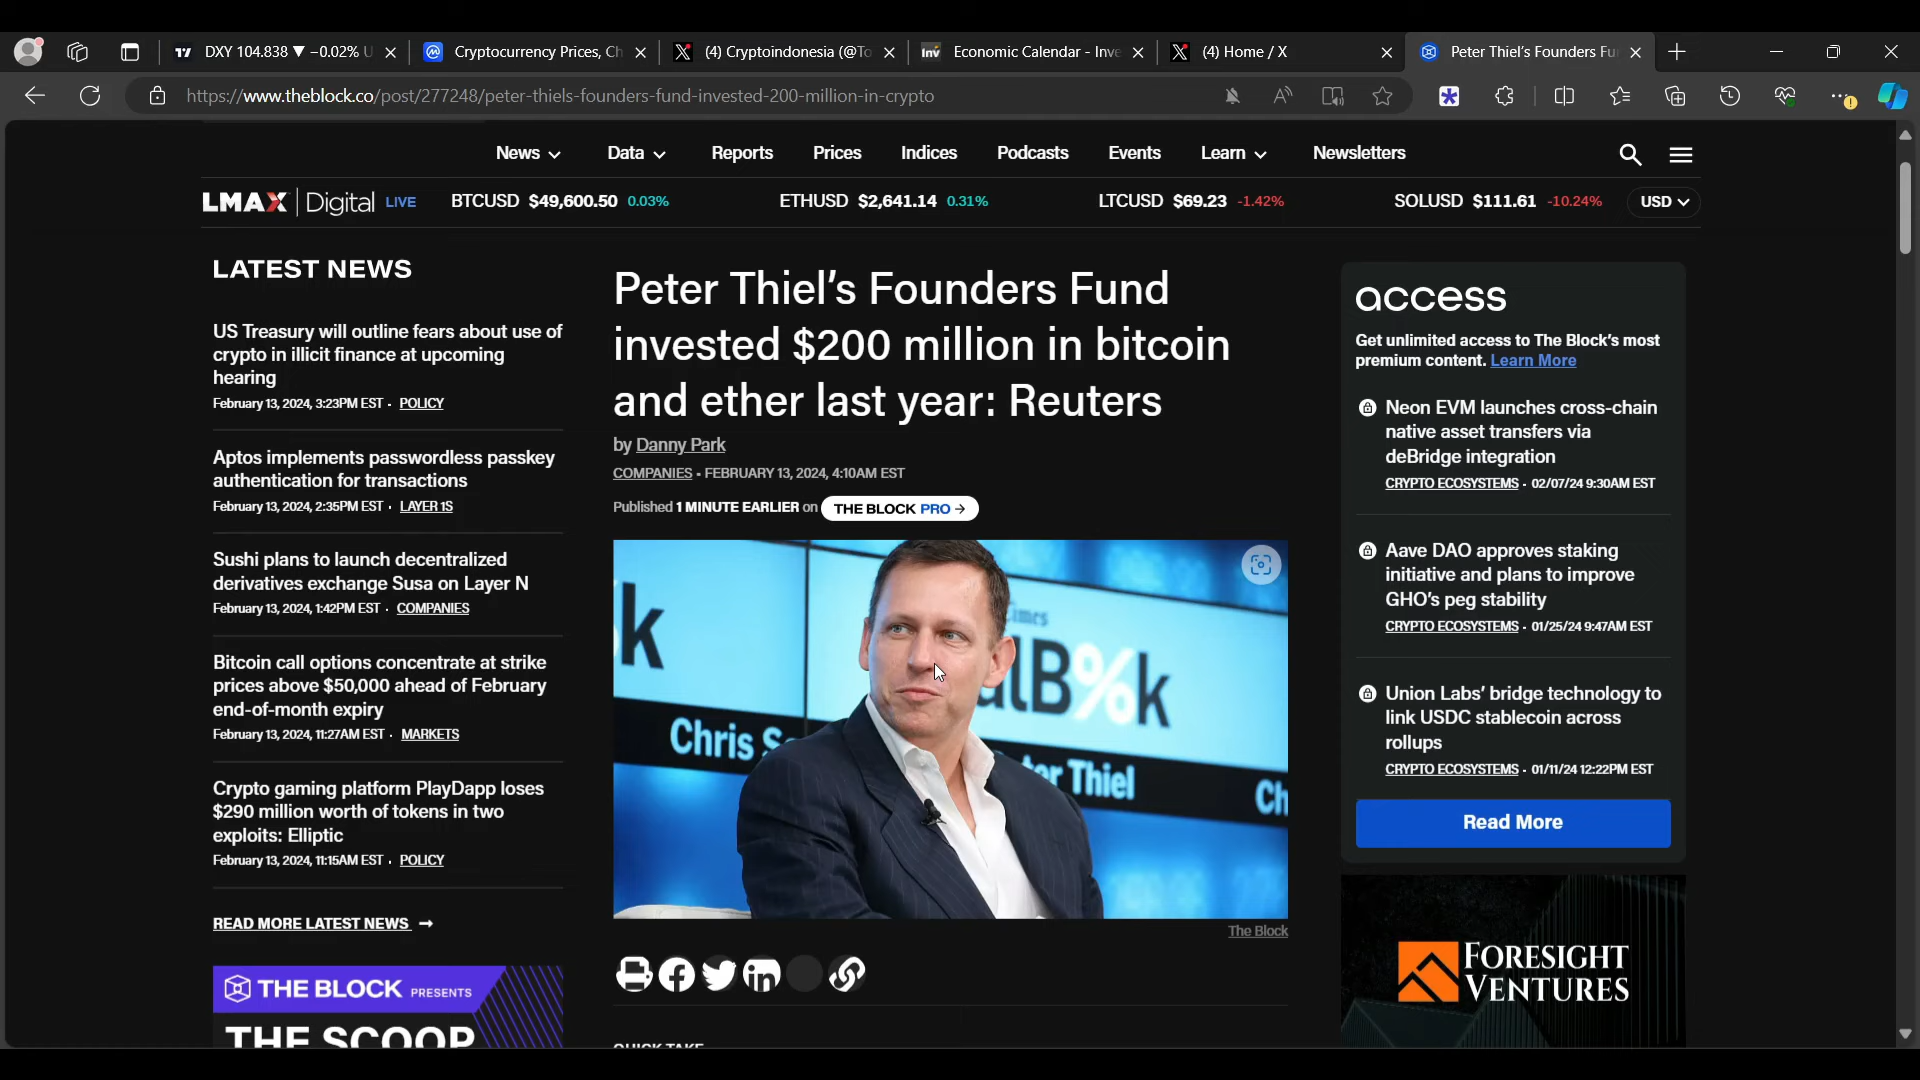 DXY 104.838 ▼ −0.02% U
Cryptocurrency Prices, Ch
(4) Cryptoindonesia (@To
Economic Calendar - Inve
(4) Home / X
Peter Thiel's Founders Fu
https://www.theblock.co/post/277248/peter-thiels-founders-fund-invested-200-million-in-crypto
News
Data
Reports
Prices
Indices
Podcasts
Events
Learn
Newsletters
LMAX Digital LIVE
BTCUSD $49,600.50 0.03%
ETHUSD $2,641.14 0.31%
LTCUSD $69.23 -1.42%
SOLUSD $111.61 -10.24%
USD
LATEST NEWS
US Treasury will outline fears about use of
crypto in illicit finance at upcoming
hearing
February 13, 2024, 3:23PM EST · POLICY
Aptos implements passwordless passkey
authentication for transactions
February 13, 2024, 2:35PM EST · LAYER 1S
Sushi plans to launch decentralized
derivatives exchange Susa on Layer N
February 13, 2024, 1:42PM EST · COMPANIES
Bitcoin call options concentrate at strike
prices above $50,000 ahead of February
end-of-month expiry
February 13, 2024, 11:27AM EST · MARKETS
Crypto gaming platform PlayDapp loses
$290 million worth of tokens in two
exploits: Elliptic
February 13, 2024, 11:15AM EST · POLICY
READ MORE LATEST NEWS →
THE BLOCK PRESENTS
THE SCOOP
Peter Thiel's Founders Fund
invested $200 million in bitcoin
and ether last year: Reuters
by Danny Park
COMPANIES • FEBRUARY 13, 2024, 4:10AM EST
Published 1 MINUTE EARLIER on THE BLOCK PRO →
k
Times
alB%k
Chris S
ter Thiel
Ch
The Block
QUICK TAKE
access
Get unlimited access to The Block's most
premium content. Learn More
Neon EVM launches cross-chain
native asset transfers via
deBridge integration
CRYPTO ECOSYSTEMS · 02/07/24 9:30AM EST
Aave DAO approves staking
initiative and plans to improve
GHO's peg stability
CRYPTO ECOSYSTEMS · 01/25/24 9:47AM EST
Union Labs' bridge technology to
link USDC stablecoin across
rollups
CRYPTO ECOSYSTEMS · 01/11/24 12:22PM EST
Read More
FORESIGHT
VENTURES